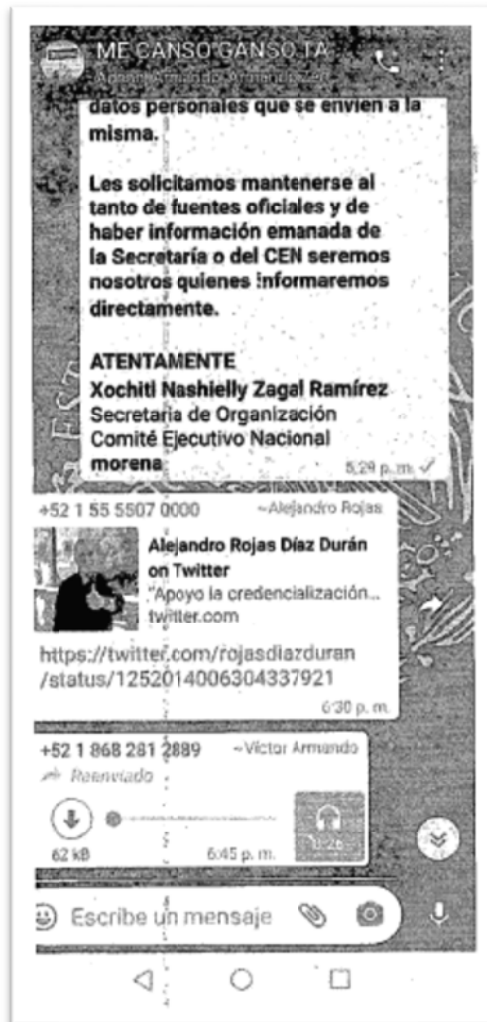 ME CANSO GANSO TA
datos personales que se envíen a la
misma.
Les solicitamos mantenerse al
tanto de fuentes oficiales y de
haber información emanada de
la Secretaría o del CEN seremos
nosotros quienes informaremos
directamente.
ATENTAMENTE
Xochitl Nashielly Zagal Ramírez
Secretaria de Organización
Comité Ejecutivo Nacional
morena
5:29 p. m.
+52 1 55 5507 0000 ~Alejandro Rojas
Alejandro Rojas Díaz Durán
on Twitter
"Apoyo la credencialización...
twitter.com
https://twitter.com/rojasdiazduran
/status/1252014006304337921
6:30 p. m.
+52 1 868 281 2889 ~Víctor Armando
Reenviado
0:26
62 kB 6:45 p. m.
Escribe un mensaje